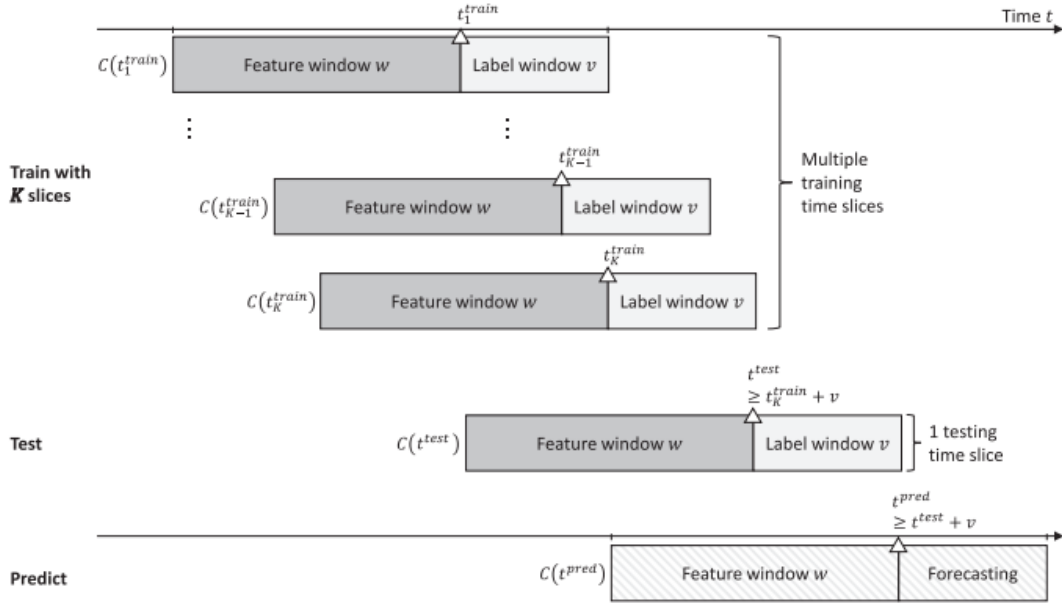 t_1^{train}
Time t
C(t_1^{train})
Feature window w
Label window v
⋮
⋮
t_{K-1}^{train}
Train with
K slices
C(t_{K-1}^{train})
Feature window w
Label window v
Multiple
training
time slices
t_K^{train}
C(t_K^{train})
Feature window w
Label window v
t^{test}
≥ t_K^{train} + v
Test
C(t^{test})
Feature window w
Label window v
1 testing
time slice
t^{pred}
≥ t^{test} + v
Predict
C(t^{pred})
Feature window w
Forecasting